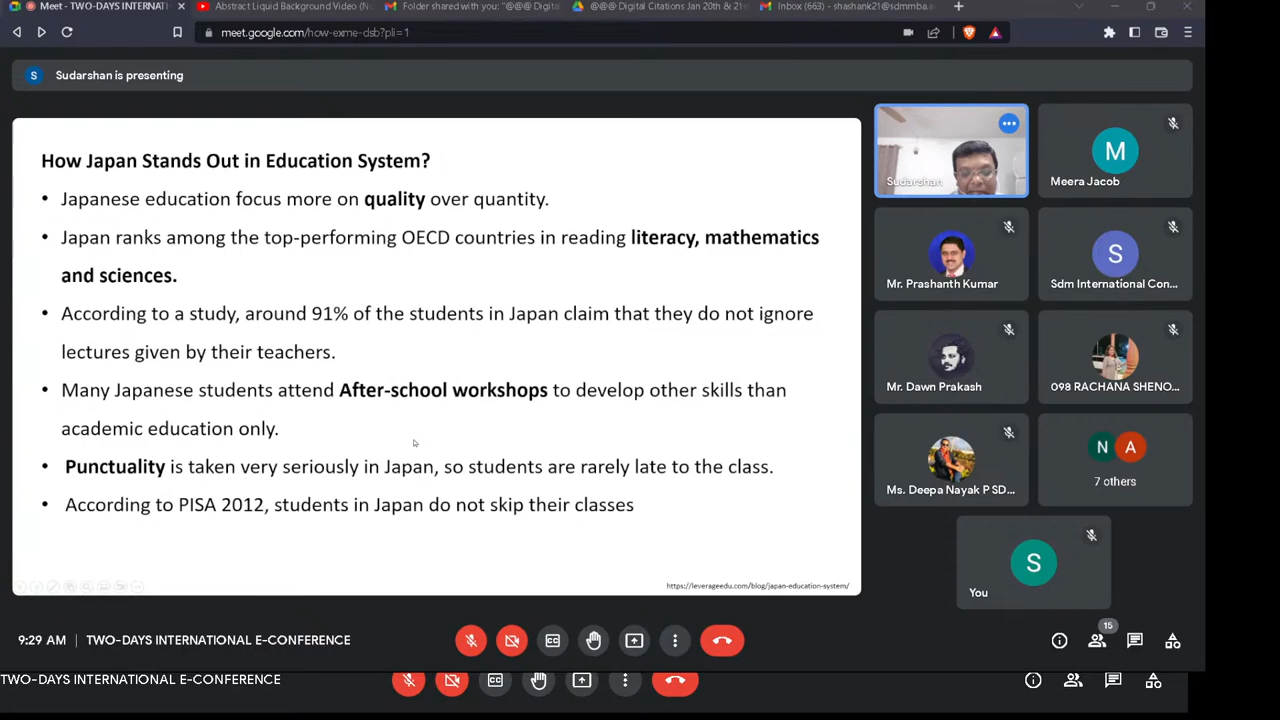 Meet - TWO-DAYS INTERNATI
Abstract Liquid Background Video (N
Folder shared with you: "@@@ Digital
@@@ Digital Citations Jan 20th & 21st
Inbox (663) - shashank21@sdmmba.a
meet.google.com/how-exme-dsb?pli=1
S Sudarshan is presenting
How Japan Stands Out in Education System?
• Japanese education focus more on quality over quantity.
• Japan ranks among the top-performing OECD countries in reading literacy, mathematics
and sciences.
• According to a study, around 91% of the students in Japan claim that they do not ignore
lectures given by their teachers.
• Many Japanese students attend After-school workshops to develop other skills than
academic education only.
• Punctuality is taken very seriously in Japan, so students are rarely late to the class.
• According to PISA 2012, students in Japan do not skip their classes
https://leverageedu.com/blog/japan-education-system/
Sudarshan
M
Meera Jacob
Mr. Prashanth Kumar
S
Sdm International Con...
Mr. Dawn Prakash
098 RACHANA SHENO...
Ms. Deepa Nayak P SD...
N A
7 others
S
You
9:29 AM | TWO-DAYS INTERNATIONAL E-CONFERENCE
15
TWO-DAYS INTERNATIONAL E-CONFERENCE